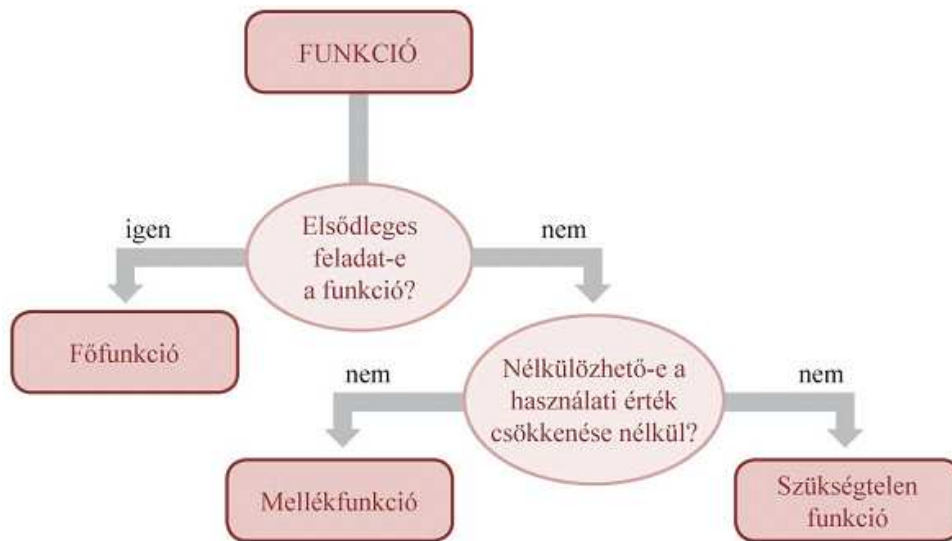 FUNKCIÓ
igen
Elsődleges
feladat-e
a funkció?
nem
Főfunkció
nem
Nélkülözhető-e a
használati érték
csökkenése nélkül?
nem
Mellékfunkció
Szükségtelen
funkció